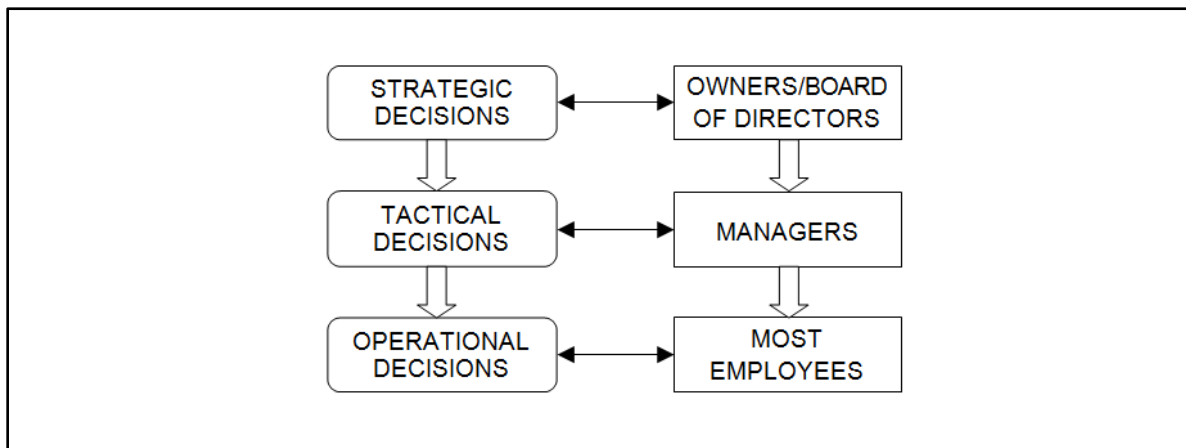 STRATEGIC
DECISIONS
OWNERS/BOARD
OF DIRECTORS
TACTICAL
DECISIONS
MANAGERS
OPERATIONAL
DECISIONS
MOST
EMPLOYEES